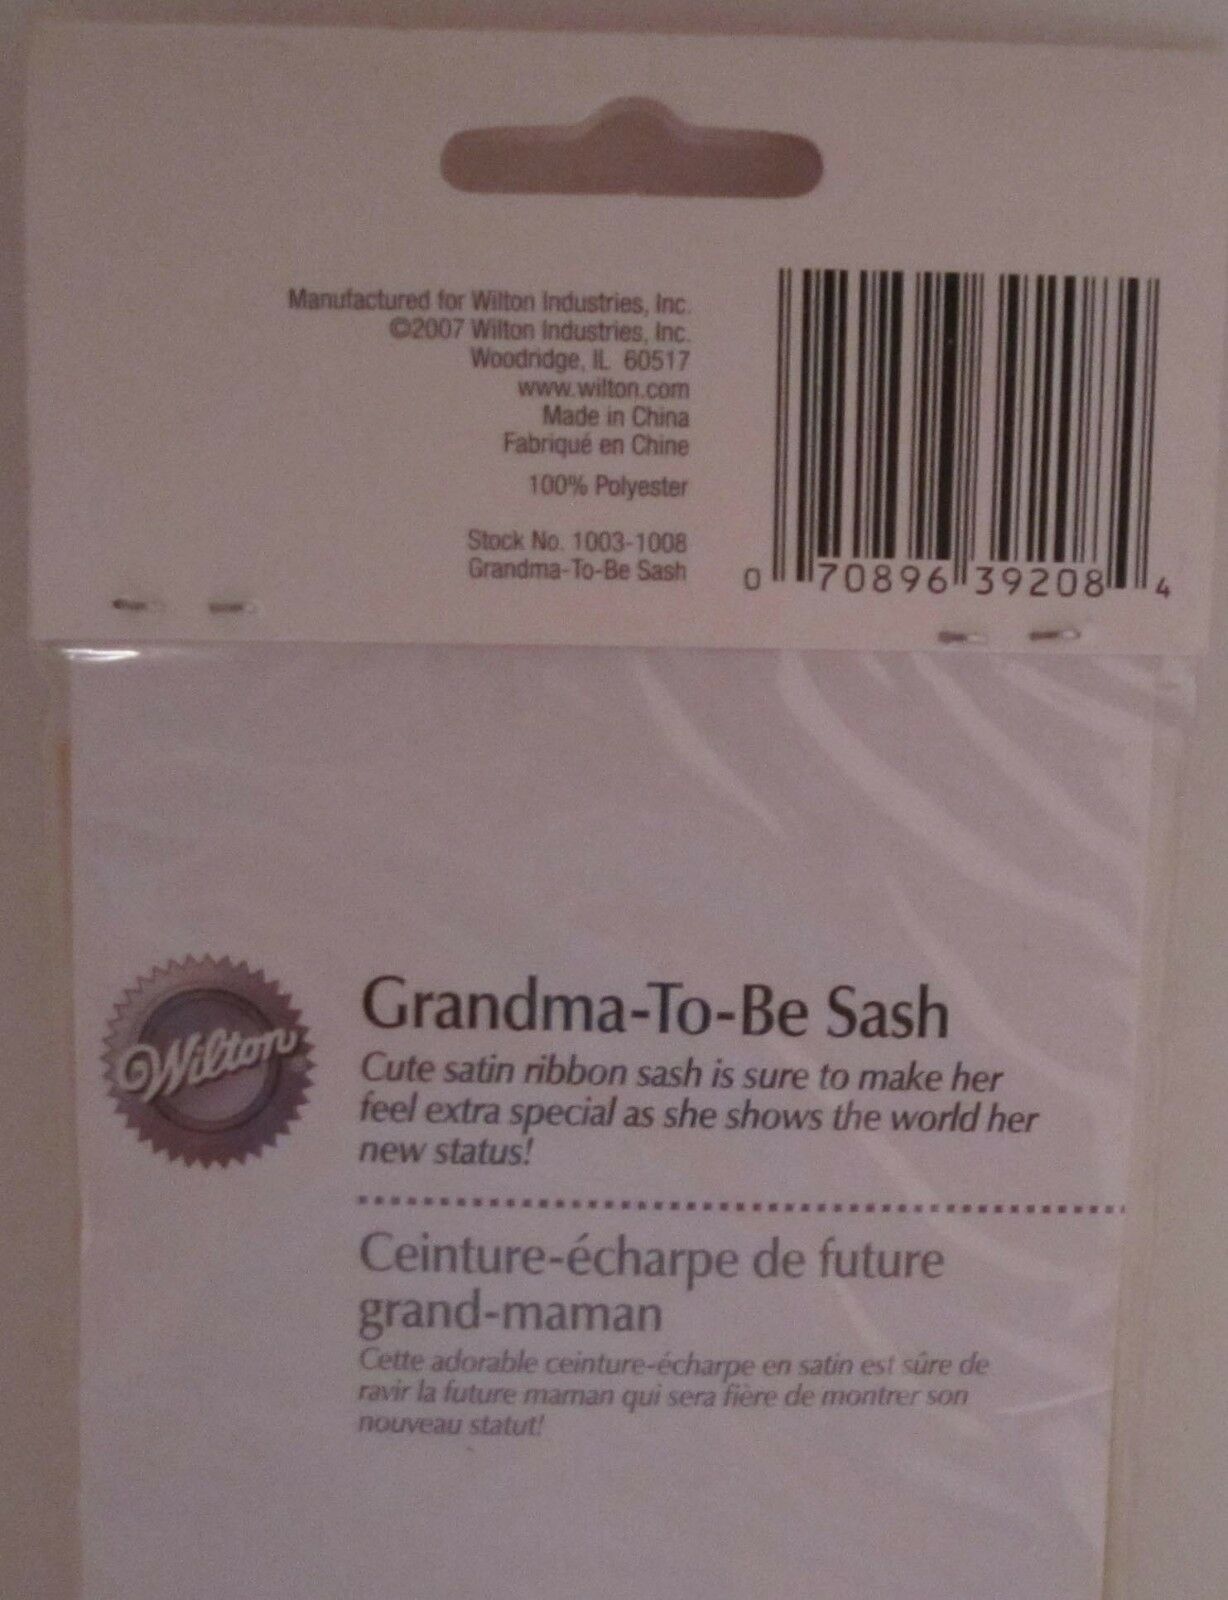 Manufactured for Wilton Industries, Inc.
©2007 Wilton Industries, Inc.
Woodridge, IL 60517
www.wilton.com
Made in China
Fabriqué en Chine
100% Polyester
Stock No. 1003-1008
Grandma-To-Be Sash
0 70896 39208 4
Wilton
Grandma-To-Be Sash
Cute satin ribbon sash is sure to make her
feel extra special as she shows the world her
new status!
Ceinture-écharpe de future
grand-maman
Cette adorable ceinture-écharpe en satin est sûre de
ravir la future maman qui sera fière de montrer son
nouveau statut!